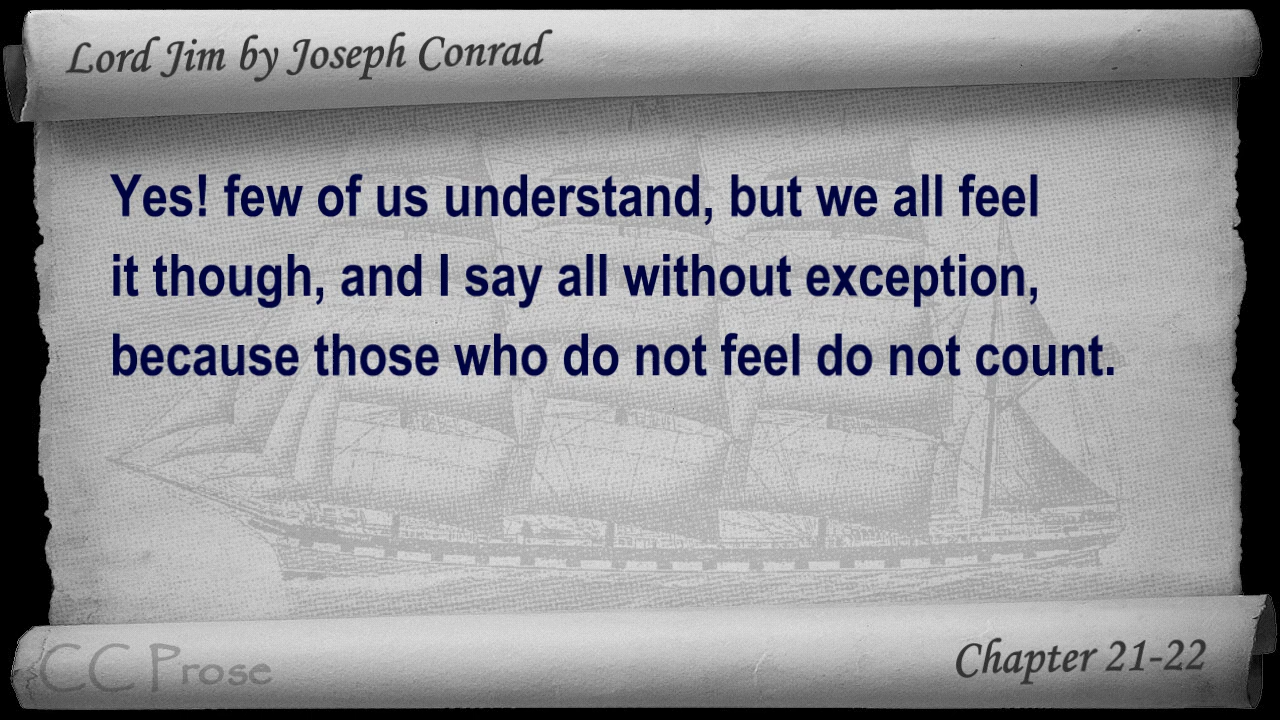 Lord Jim by Joseph Conrad
Yes! few of us understand, but we all feel
it though, and I say all without exception,
because those who do not feel do not count.
CC Prose
Chapter 21-22